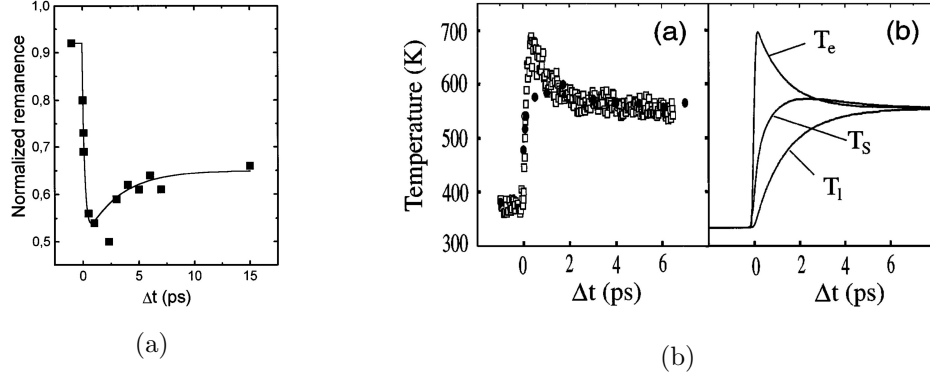 1,0
0,9
0,8
0,7
0,6
0,5
Normalized remanence
0
5
10
15
Δt (ps)
(a)
700
600
550
500
400
300
Temperature (K)
(a)
0
2
4
6
Δt (ps)
(b)
T_e
T_S
T_l
0
2
4
6
Δt (ps)
(b)